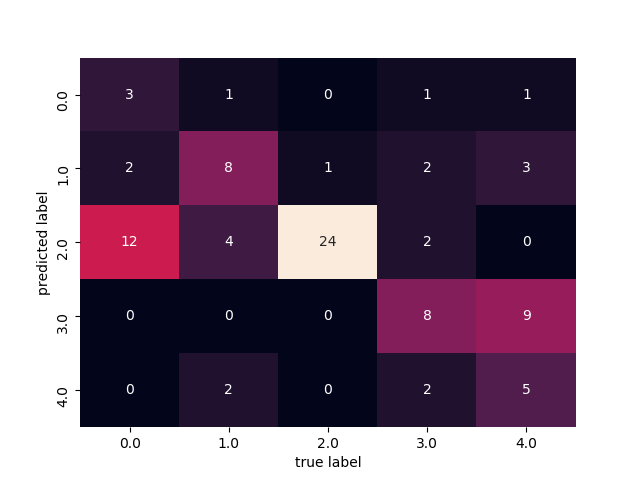 0.0 3 1 0 1 1
1.0 2 8 1 2 3
predicted label
2.0 12 4 24 2 0
3.0 0 0 0 8 9
4.0 0 2 0 2 5
0.0 1.0 2.0 3.0 4.0
true label